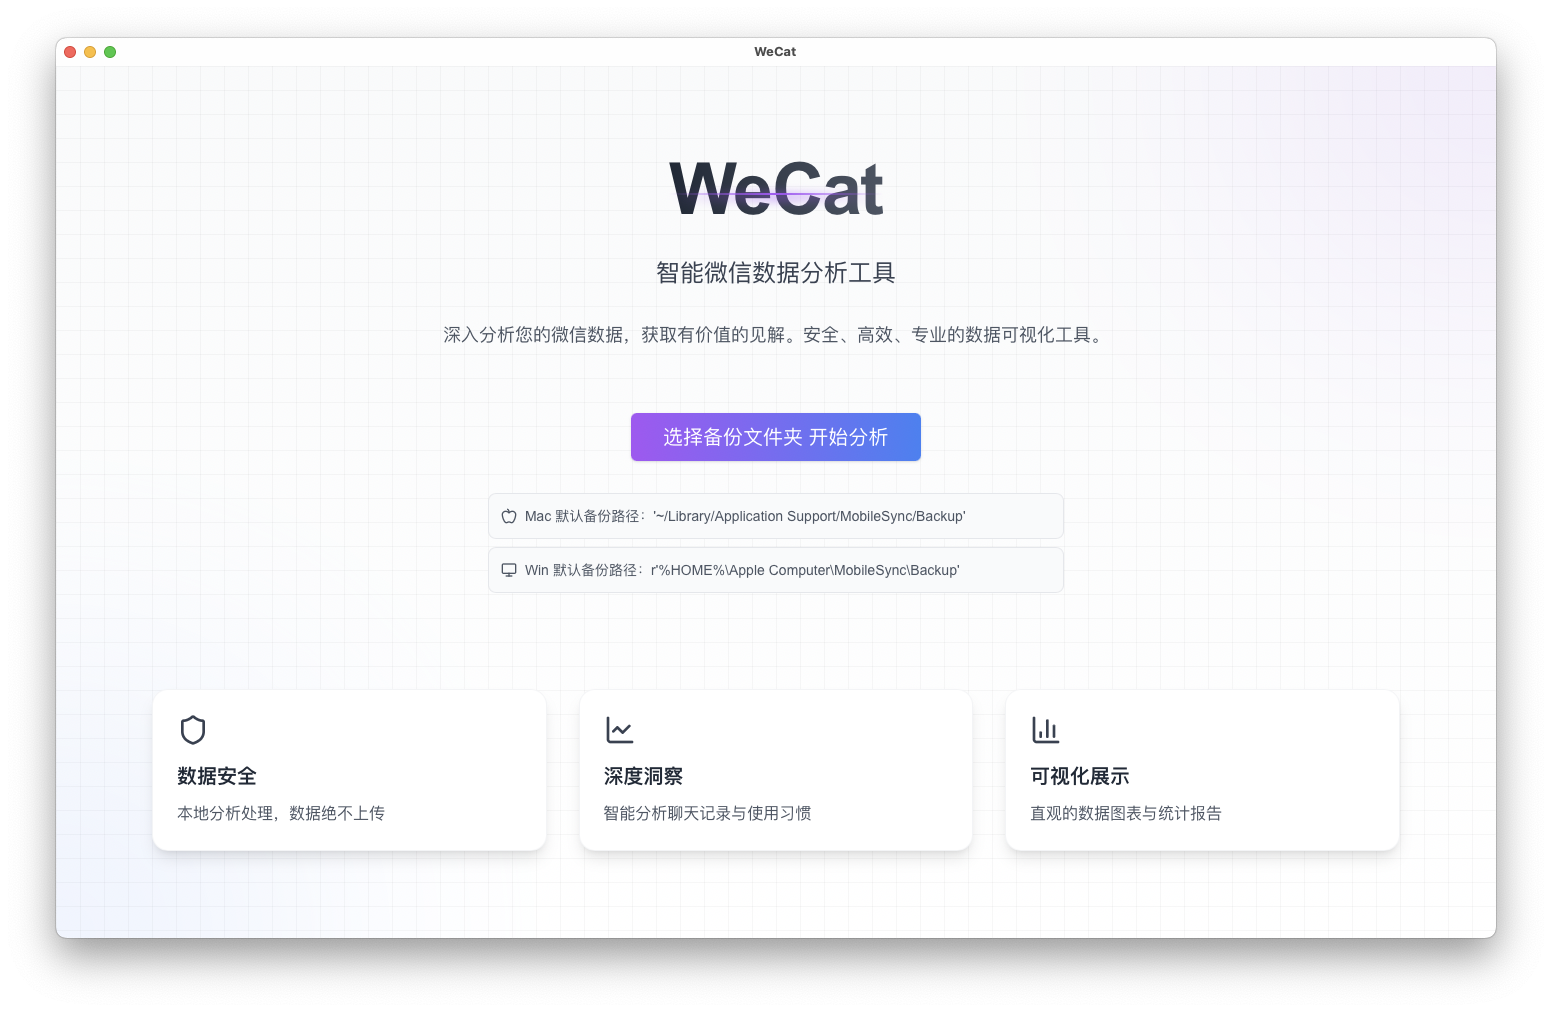 WeCat
WeCat
智能微信数据分析工具
深入分析您的微信数据，获取有价值的见解。安全、高效、专业的数据可视化工具。
选择备份文件夹 开始分析
Mac 默认备份路径：'~/Library/Application Support/MobileSync/Backup'
Win 默认备份路径：r'%HOME%\Apple Computer\MobileSync\Backup'
数据安全
本地分析处理，数据绝不上传
深度洞察
智能分析聊天记录与使用习惯
可视化展示
直观的数据图表与统计报告